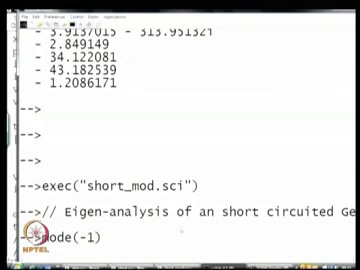 File Edit Preferences Control Editor Applications
- 3.9137015 - 313.95132i
- 2.849149
- 34.122081
- 43.182539
- 1.2086171
-->
-->
-->
-->exec("short_mod.sci")
-->// Eigen-analysis of an short circuited Ge
-->mode(-1)
NPTEL